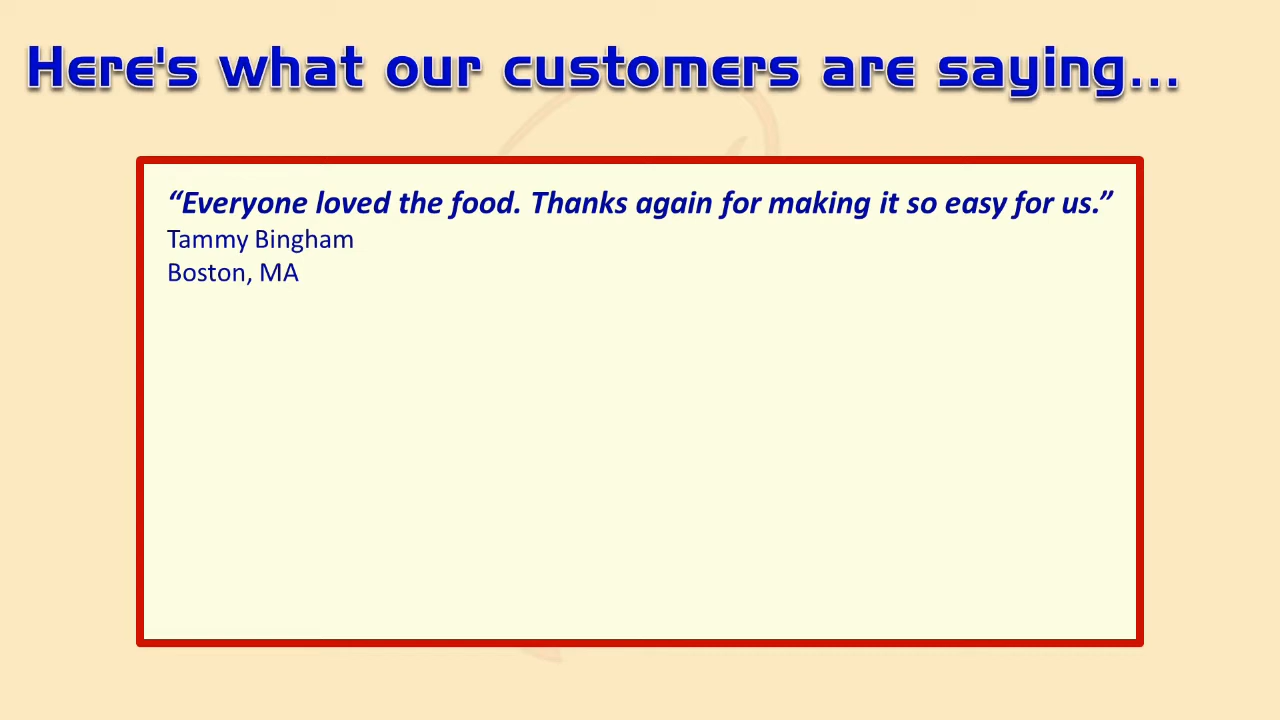 Here's what our customers are saying...
“Everyone loved the food. Thanks again for making it so easy for us.”
Tammy Bingham
Boston, MA